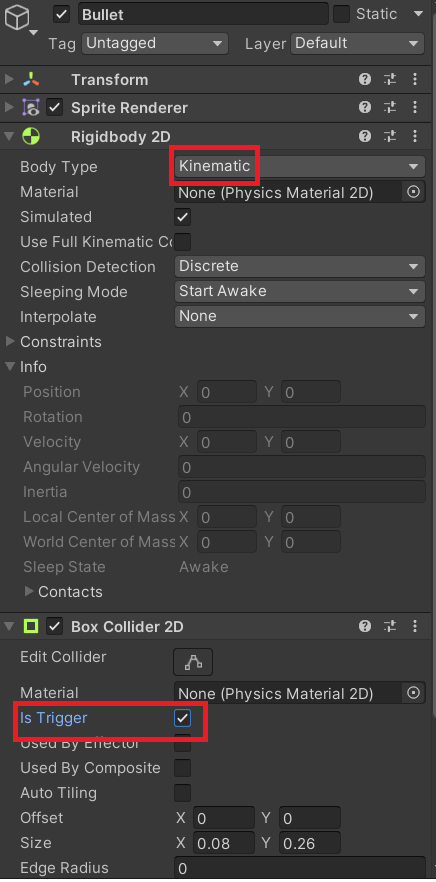 Bullet Static
Tag Untagged Layer Default
Transform
Sprite Renderer
Rigidbody 2D
Body Type Kinematic
Material None (Physics Material 2D)
Simulated
Use Full Kinematic Co
Collision Detection Discrete
Sleeping Mode Start Awake
Interpolate None
Constraints
Info
Position X 0 Y 0
Rotation 0
Velocity X 0 Y 0
Angular Velocity 0
Inertia 0
Local Center of Mass X 0 Y 0
World Center of Mass X 0 Y 0
Sleep State Awake
Contacts
Box Collider 2D
Edit Collider
Material None (Physics Material 2D)
Is Trigger
Used By Effector
Used By Composite
Auto Tiling
Offset X 0 Y 0
Size X 0.08 Y 0.26
Edge Radius 0